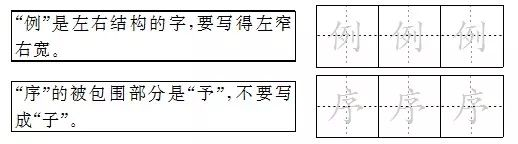 “例”是左右结构的字,要写得左窄
右宽。
例 例 例
“序”的被包围部分是“予”,不要写
成“子”。
序 序 序